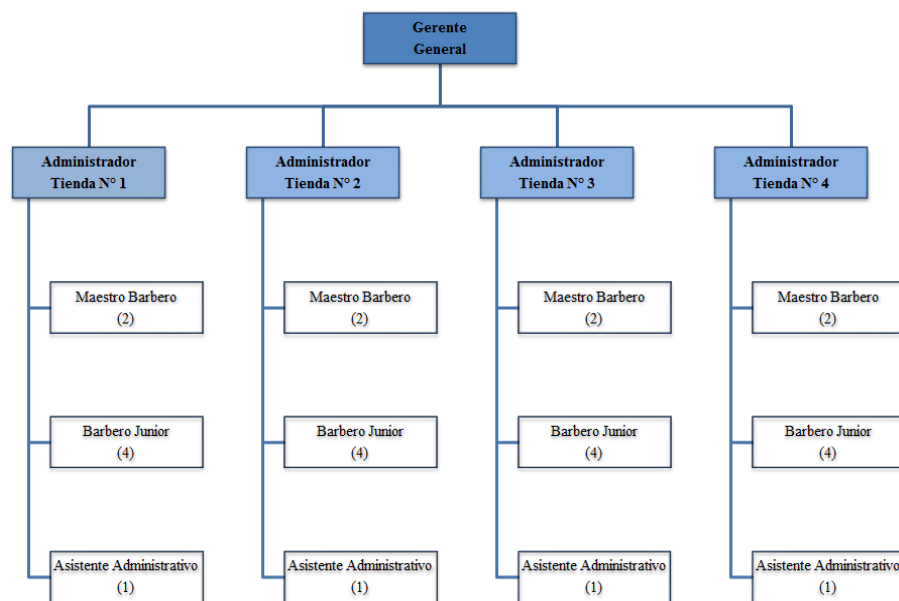 Gerente
General
Administrador
Tienda N° 1
Administrador
Tienda N° 2
Administrador
Tienda N° 3
Administrador
Tienda N° 4
Maestro Barbero
(2)
Maestro Barbero
(2)
Maestro Barbero
(2)
Maestro Barbero
(2)
Barbero Junior
(4)
Barbero Junior
(4)
Barbero Junior
(4)
Barbero Junior
(4)
Asistente Administrativo
(1)
Asistente Administrativo
(1)
Asistente Administrativo
(1)
Asistente Administrativo
(1)